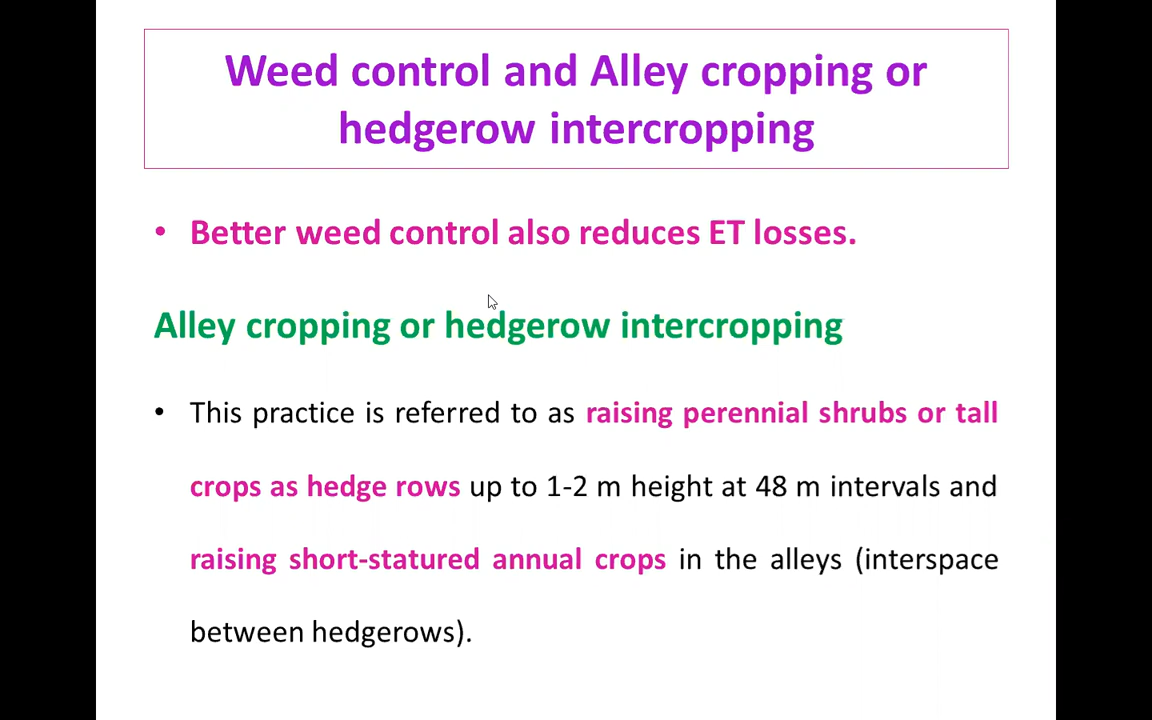 Weed control and Alley cropping or
hedgerow intercropping
• Better weed control also reduces ET losses.
Alley cropping or hedgerow intercropping
• This practice is referred to as raising perennial shrubs or tall
crops as hedge rows up to 1-2 m height at 48 m intervals and
raising short-statured annual crops in the alleys (interspace
between hedgerows).